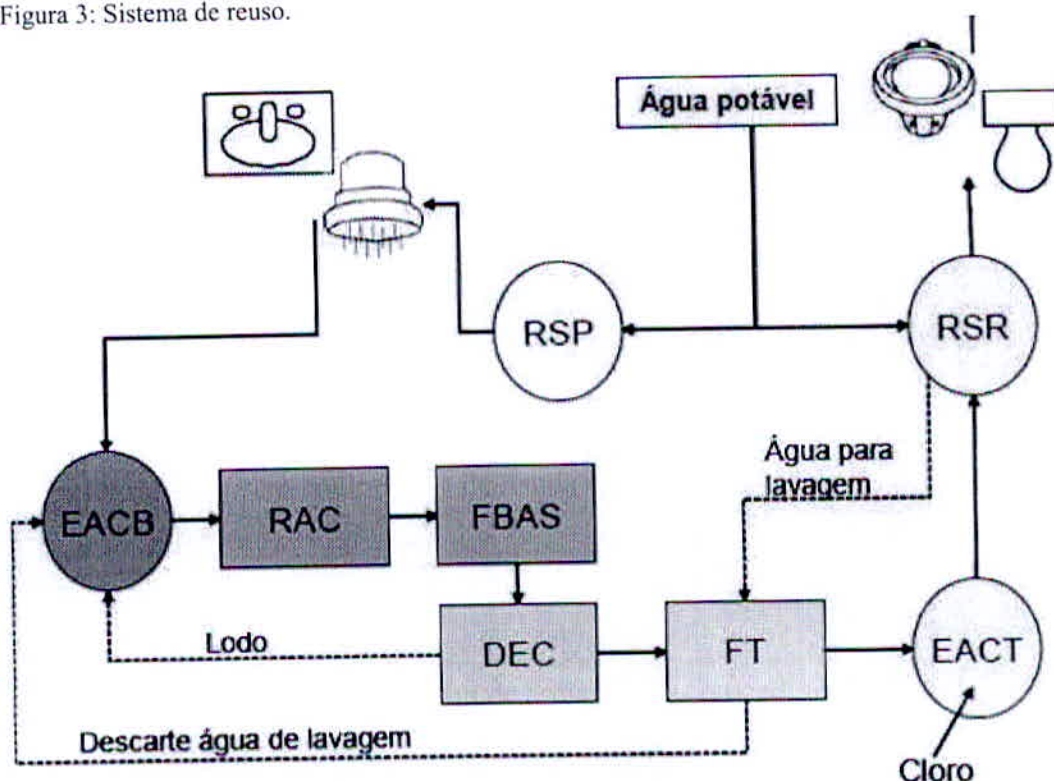 Figura 3: Sistema de reuso.
Água potável
RSP
RSR
Água para
lavagem
EACB
RAC
FBAS
Lodo
DEC
FT
EACT
Descarte água de lavagem
Cloro